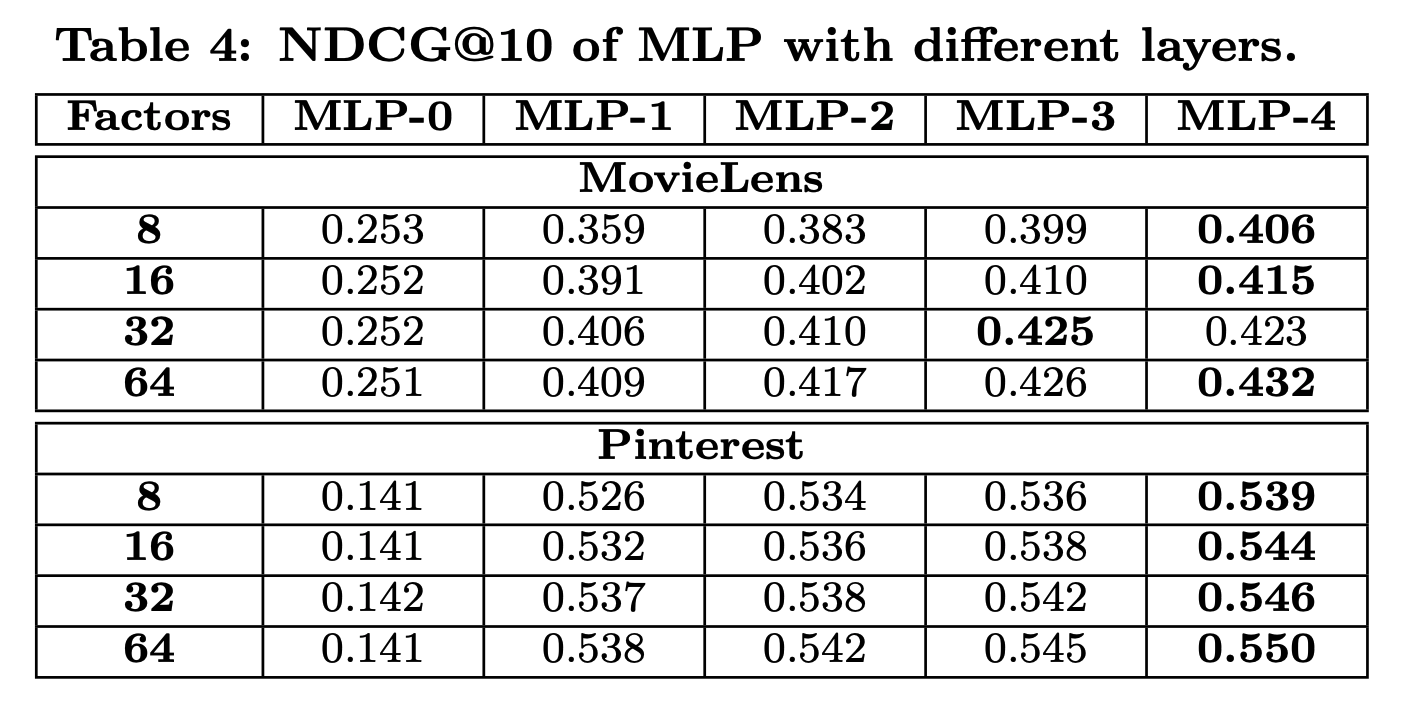 Table 4: NDCG@10 of MLP with different layers.
Factors MLP-0 MLP-1 MLP-2 MLP-3 MLP-4
MovieLens
8 0.253 0.359 0.383 0.399 0.406
16 0.252 0.391 0.402 0.410 0.415
32 0.252 0.406 0.410 0.425 0.423
64 0.251 0.409 0.417 0.426 0.432
Pinterest
8 0.141 0.526 0.534 0.536 0.539
16 0.141 0.532 0.536 0.538 0.544
32 0.142 0.537 0.538 0.542 0.546
64 0.141 0.538 0.542 0.545 0.550